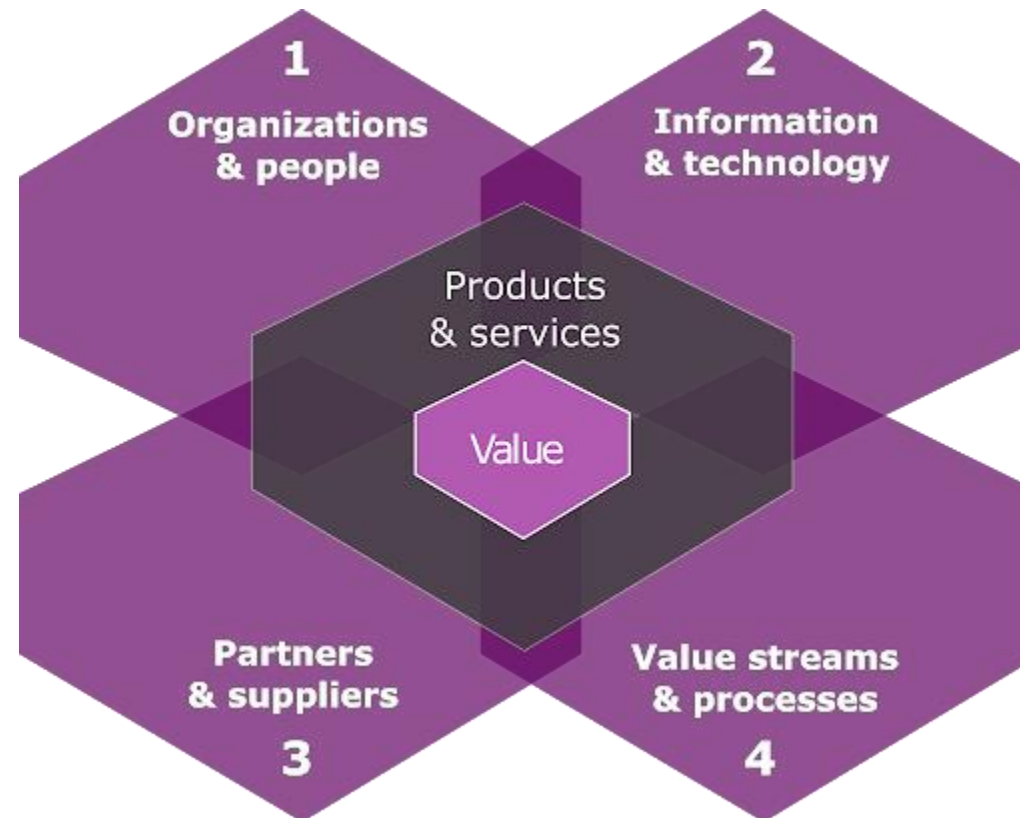 1
Organizations
& people
2
Information
& technology
Products
& services
Value
Partners
& suppliers
3
Value streams
& processes
4